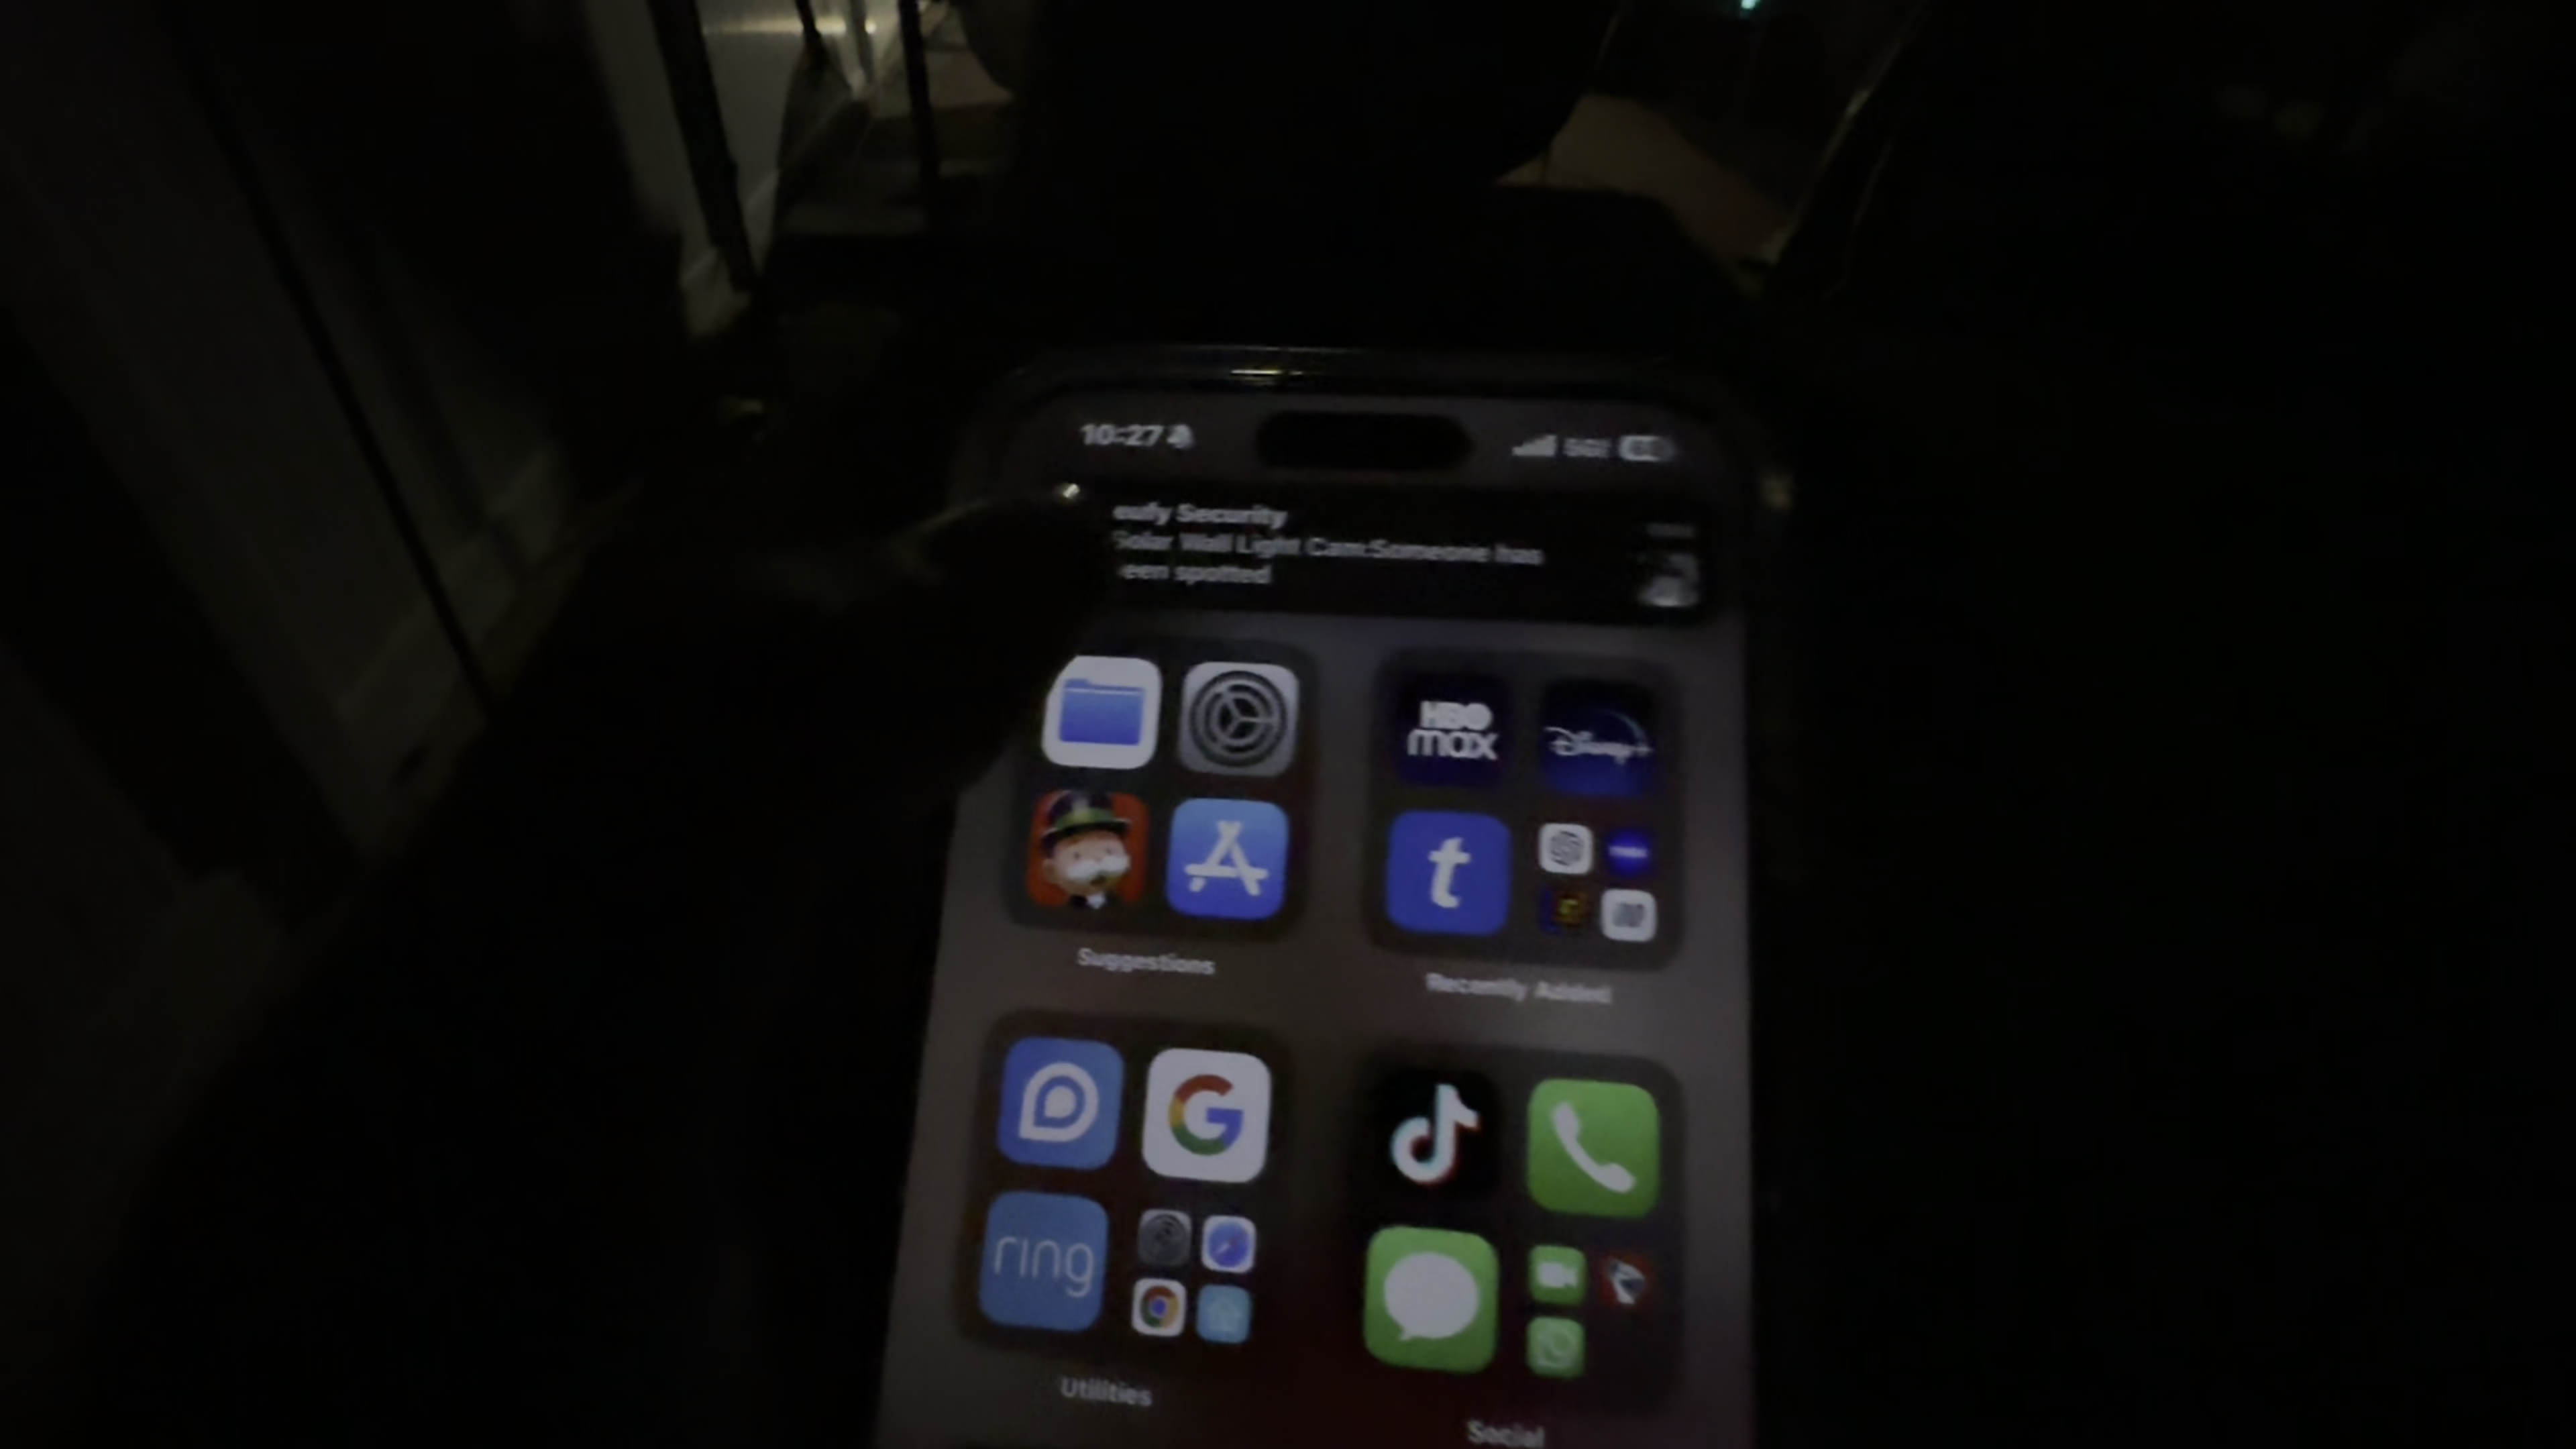 10:27
eufy Security
Solar Wall Light Cam:Someone has
een spotted
HBO
max
Disney+
t
Suggestions
Recently Added
G
ring
Utilities
Social